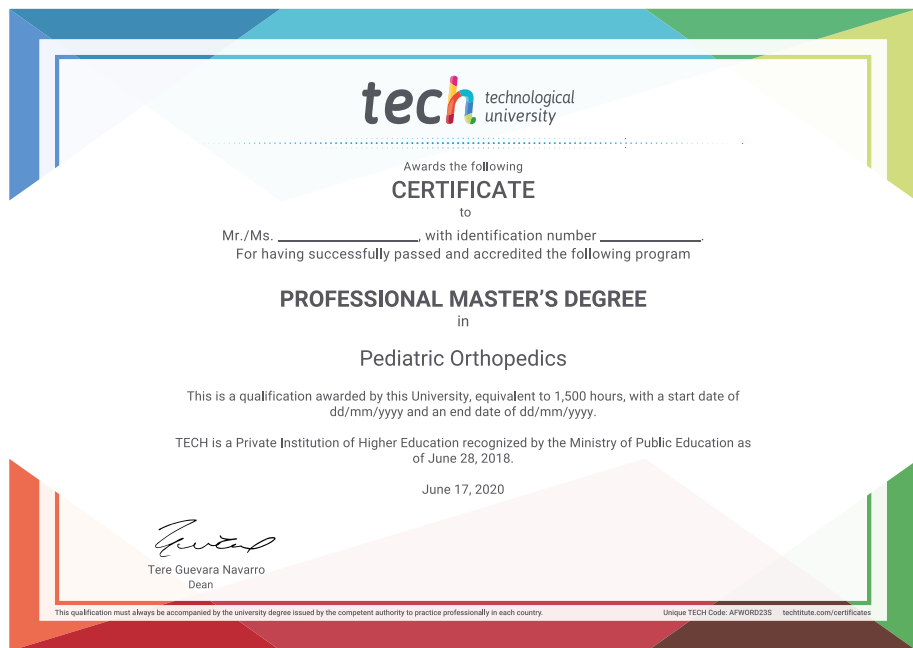 tech technological
university
Awards the following
CERTIFICATE
to
Mr./Ms. ____________________, with identification number ______________.
For having successfully passed and accredited the following program
PROFESSIONAL MASTER'S DEGREE
in
Pediatric Orthopedics
This is a qualification awarded by this University, equivalent to 1,500 hours, with a start date of
dd/mm/yyyy and an end date of dd/mm/yyyy.
TECH is a Private Institution of Higher Education recognized by the Ministry of Public Education as
of June 28, 2018.
June 17, 2020
Tere Guevara Navarro
Dean
This qualification must always be accompanied by the university degree issued by the competent authority to practice professionally in each country.
Unique TECH Code: AFWORD23S techtitute.com/certificates